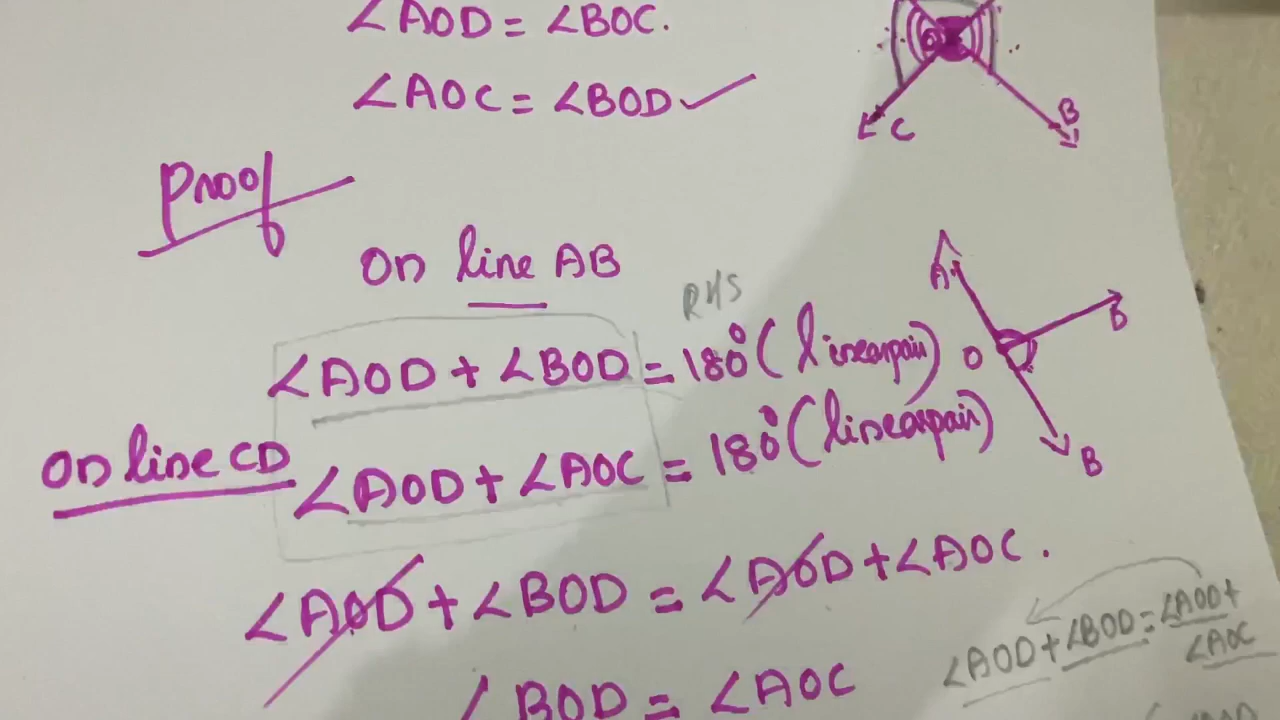 ∠AOD = ∠BOC.
∠AOC = ∠BOD ✓
O
C
B
Proof
On line AB
RHS
∠AOD + ∠BOD = 180° (linearpair)
On line CD
∠AOD + ∠AOC = 180° (linearpair)
A
B
O
B
∠AOD + ∠BOD = ∠AOD + ∠AOC.
∠AOD + ∠BOD = ∠AOD +
∠AOC
∠BOD = ∠AOC